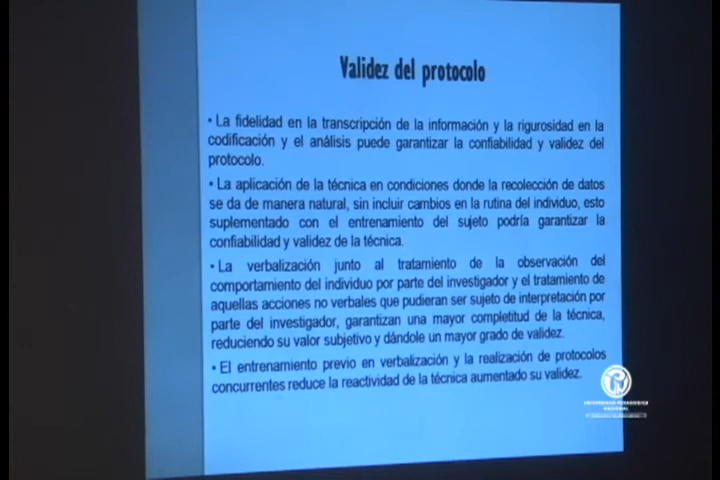 Validez del protocolo
• La fidelidad en la transcripción de la información y la rigurosidad en la
codificación y el análisis puede garantizar la confiabilidad y validez del
protocolo.
• La aplicación de la técnica en condiciones donde la recolección de datos
se da de manera natural, sin incluir cambios en la rutina del individuo, esto
suplementado con el entrenamiento del sujeto podría garantizar la
confiabilidad y validez de la técnica.
• La verbalización junto al tratamiento de la observación del
comportamiento del individuo por parte del investigador y el tratamiento de
aquellas acciones no verbales que pudieran ser sujeto de interpretación por
parte del investigador, garantizan una mayor completitud de la técnica,
reduciendo su valor subjetivo y dándole un mayor grado de validez.
• El entrenamiento previo en verbalización y la realización de protocolos
concurrentes reduce la reactividad de la técnica aumentado su validez.
UNIVERSIDAD PEDAGOGICA
NACIONAL